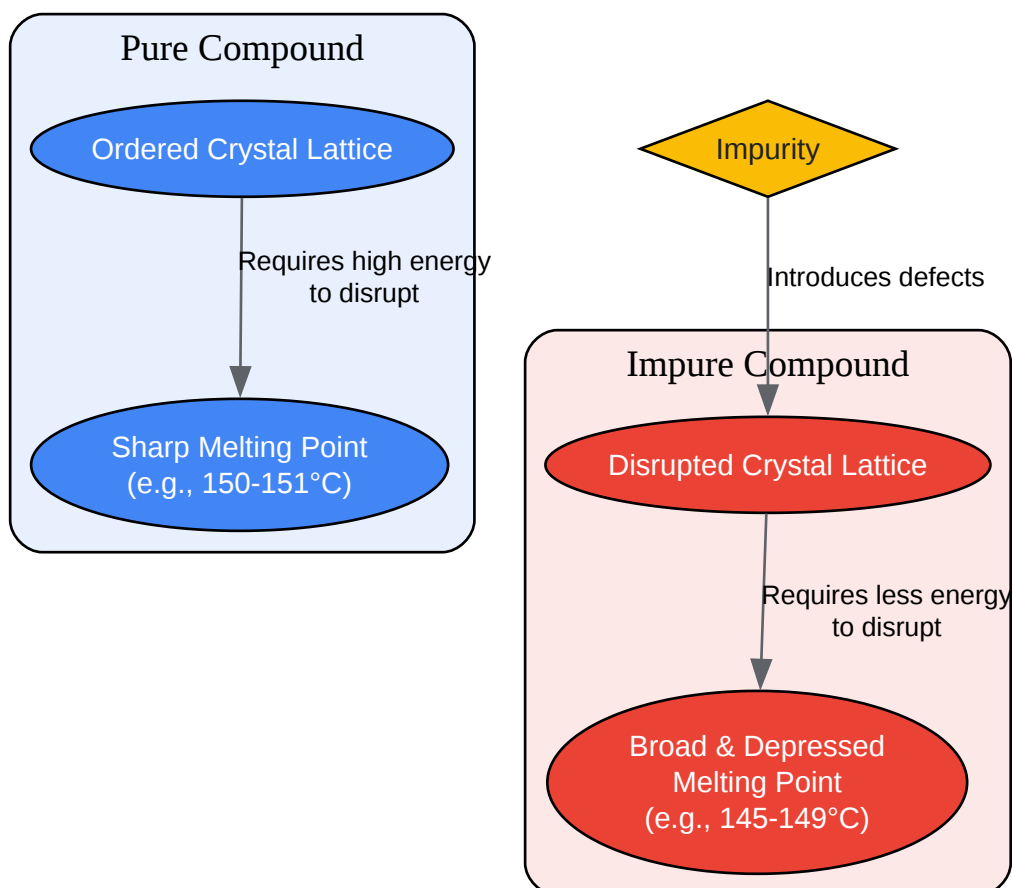 Pure Compound
Ordered Crystal Lattice
Requires high energy
to disrupt
Sharp Melting Point
(e.g., 150-151°C)
Impurity
Introduces defects
Impure Compound
Disrupted Crystal Lattice
Requires less energy
to disrupt
Broad & Depressed
Melting Point
(e.g., 145-149°C)